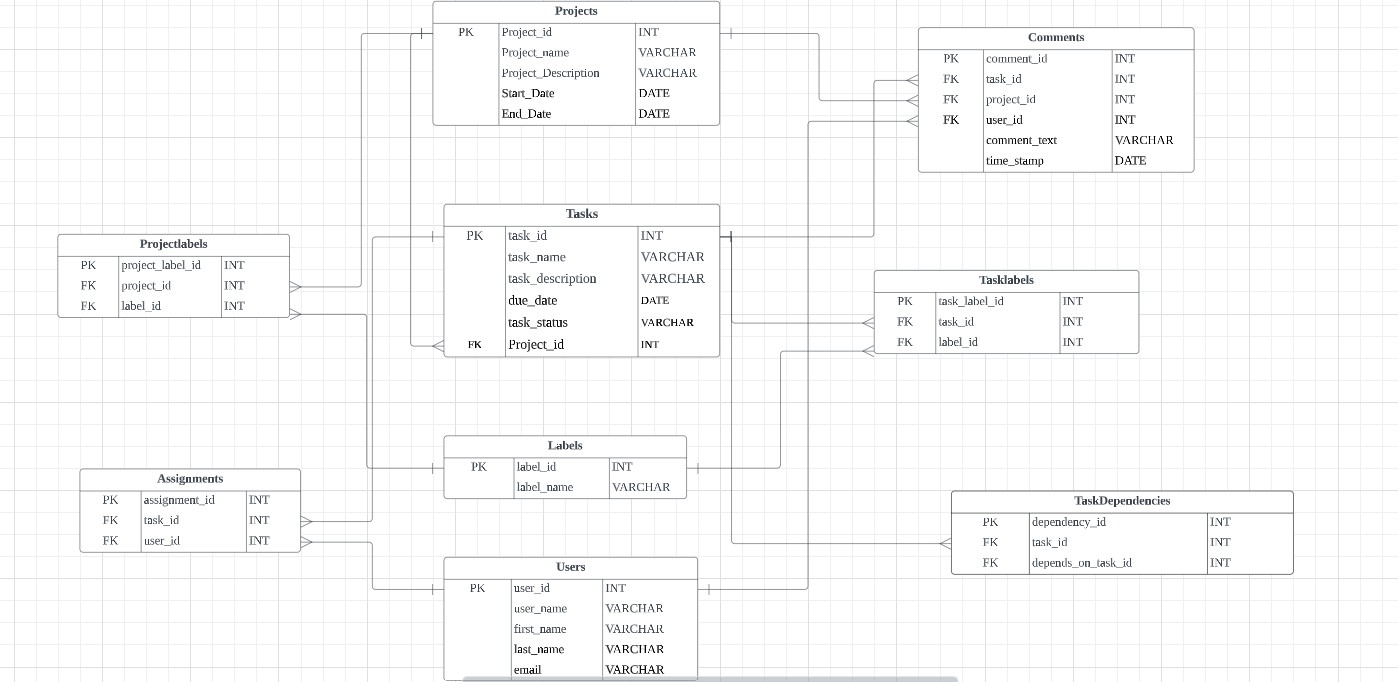 Projects
PK Project_id INT
Project_name VARCHAR
Project_Description VARCHAR
Start_Date DATE
End_Date DATE
Comments
PK comment_id INT
FK task_id INT
FK project_id INT
FK user_id INT
comment_text VARCHAR
time_stamp DATE
Tasks
PK task_id INT
task_name VARCHAR
task_description VARCHAR
due_date DATE
task_status VARCHAR
FK Project_id INT
Projectlabels
PK project_label_id INT
FK project_id INT
FK label_id INT
Tasklabels
PK task_label_id INT
FK task_id INT
FK label_id INT
Labels
PK label_id INT
label_name VARCHAR
Assignments
PK assignment_id INT
FK task_id INT
FK user_id INT
TaskDependencies
PK dependency_id INT
FK task_id INT
FK depends_on_task_id INT
Users
PK user_id INT
user_name VARCHAR
first_name VARCHAR
last_name VARCHAR
email VARCHAR